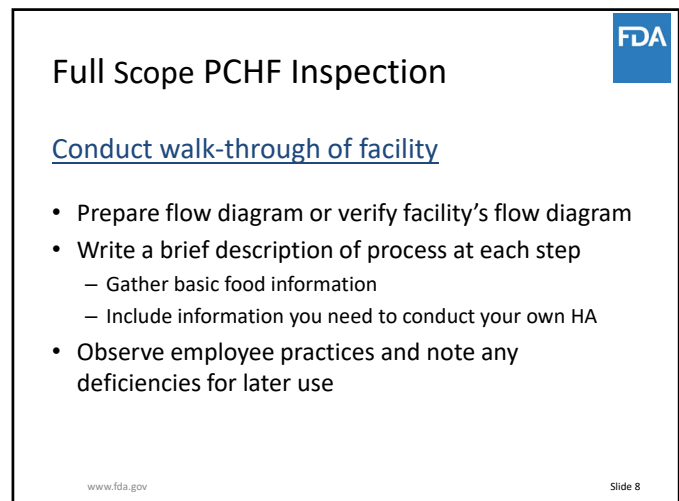 FDA
Full Scope PCHF Inspection
Conduct walk-through of facility
• Prepare flow diagram or verify facility’s flow diagram
• Write a brief description of process at each step
– Gather basic food information
– Include information you need to conduct your own HA
• Observe employee practices and note any
deficiencies for later use
www.fda.gov
Slide 8